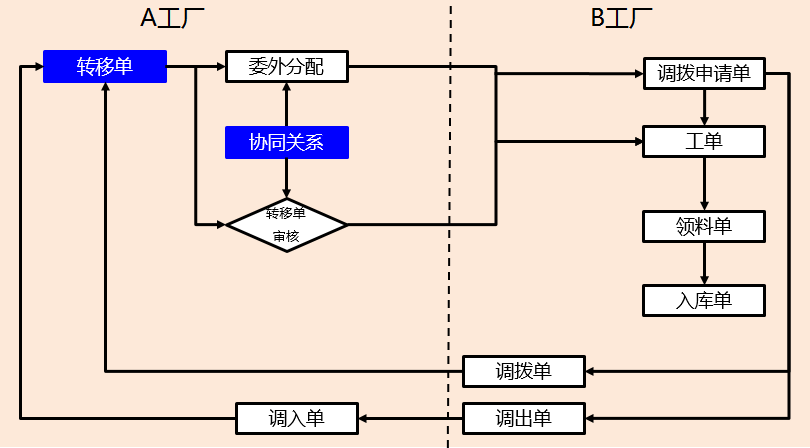 A工厂
B工厂
转移单
委外分配
调拨申请单
协同关系
工单
转移单
审核
领料单
入库单
调拨单
调入单
调出单